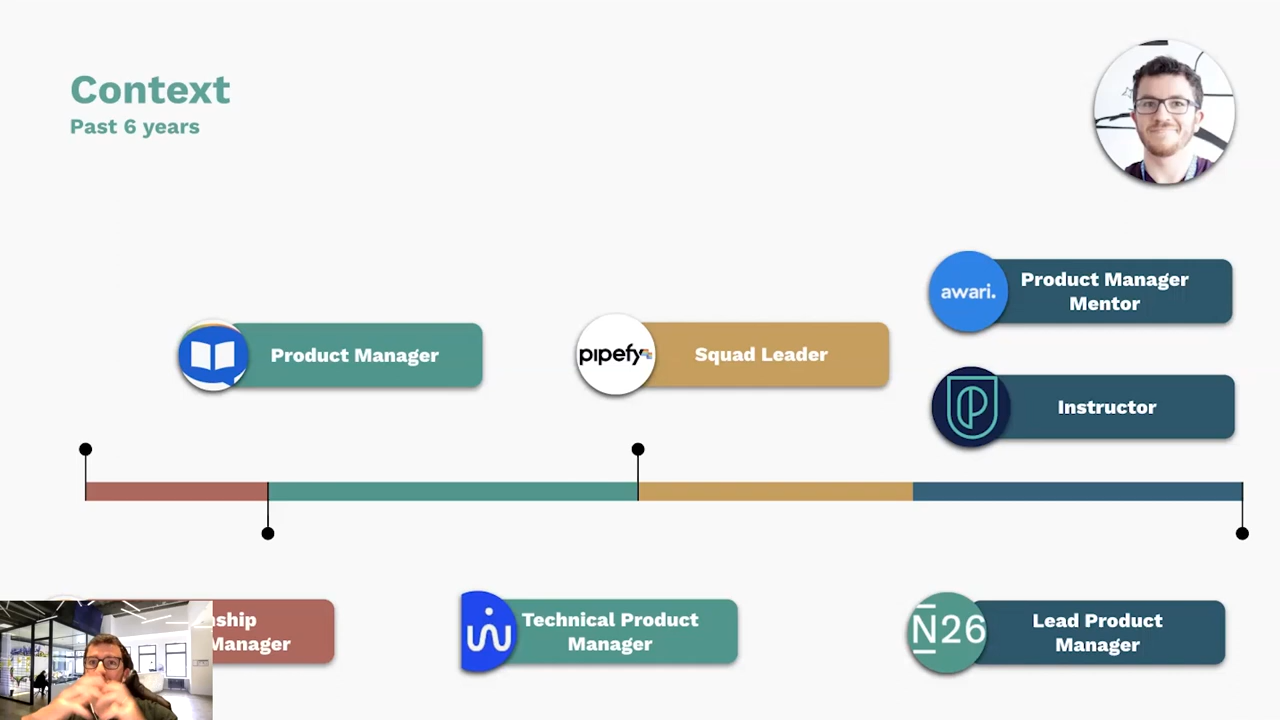 Context
Past 6 years
awari.
Product Manager
Mentor
Product Manager
pipefy
Squad Leader
Instructor
Manager
Technical Product
Manager
N26
Lead Product
Manager